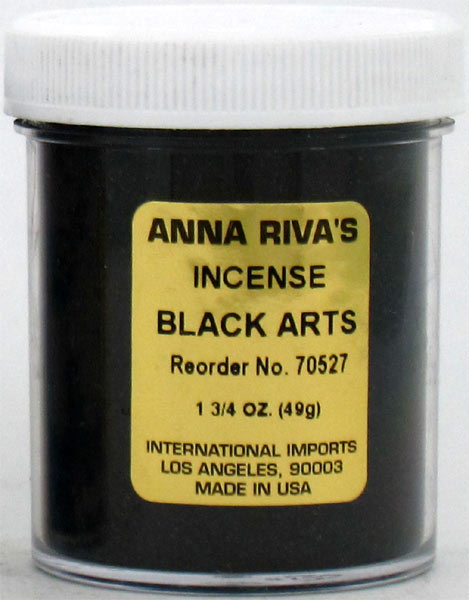 ANNA RIVA'S
INCENSE
BLACK ARTS
Reorder No. 70527
1 3/4 OZ. (49g)
INTERNATIONAL IMPORTS
LOS ANGELES, 90003
MADE IN USA